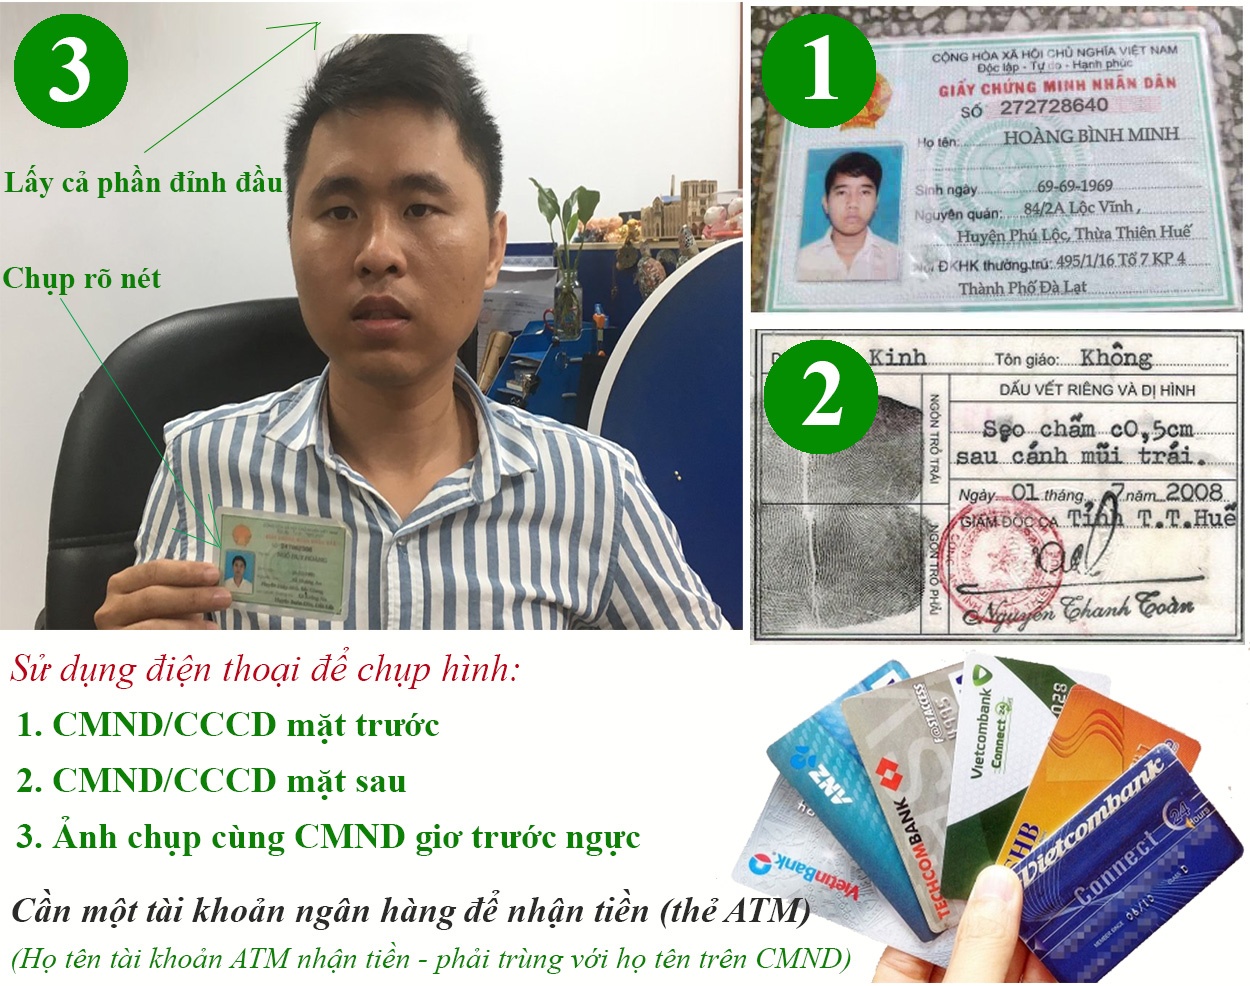 3
Lấy cả phần đỉnh đầu
Chụp rõ nét
1
CỘNG HÒA XÃ HỘI CHỦ NGHĨA VIỆT NAM
Độc lập - Tự do - Hạnh phúc
GIẤY CHỨNG MINH NHÂN DÂN
SỐ 272728640
Họ tên: HOÀNG BÌNH MINH
Sinh ngày 69-69-1969
Nguyên quán: 84/2A Lộc Vĩnh,
Huyện Phú Lộc, Thừa Thiên Huế
Nơi ĐKHK thường trú: 495/1/16 Tổ 7 KP 4
Thành Phố Đà Lạt
2
Kinh Tôn giáo: Không
DẤU VẾT RIÊNG VÀ DỊ HÌNH
NGÓN TRỎ TRÁI
Sẹo chấm c0,5cm
sau cánh mũi trái.
Ngày 01 tháng 7 năm 2008
GIÁM ĐỐC CA Tỉnh T.T.Huế
NGÓN TRỎ PHẢI
Nguyễn Thanh Toàn
Sử dụng điện thoại để chụp hình:
1. CMND/CCCD mặt trước
2. CMND/CCCD mặt sau
3. Ảnh chụp cùng CMND giơ trước ngực
Cần một tài khoản ngân hàng để nhận tiền (thẻ ATM)
(Họ tên tài khoản ATM nhận tiền - phải trùng với họ tên trên CMND)
VietinBank
ANZ
TECHCOMBANK
F@STACCESS
Vietcombank
Connect 24
028
SHB
Vietcombank
Connect 24
hours
MEMBER SINCE 06/10